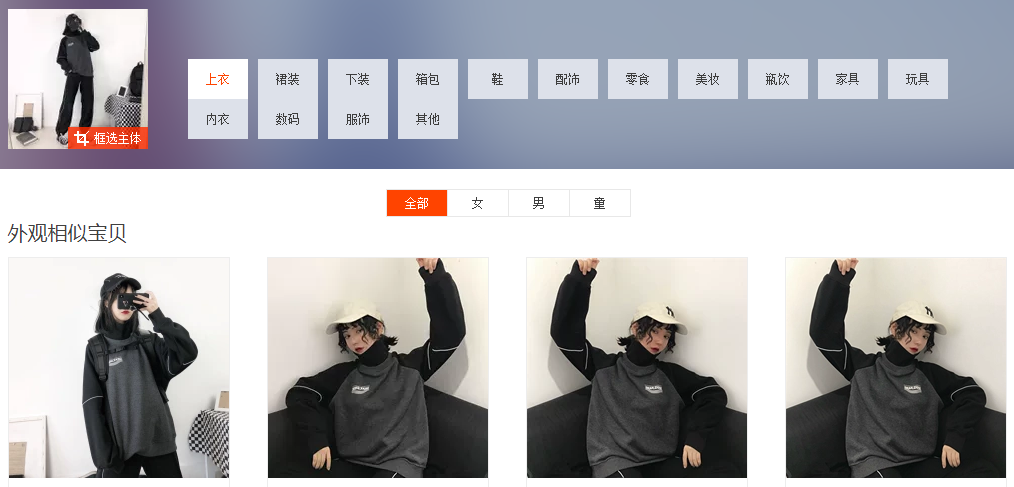 上衣 裙装 下装 箱包 鞋 配饰 零食 美妆 瓶饮 家具 玩具
内衣 数码 服饰 其他
框选主体
全部 女 男 童
外观相似宝贝